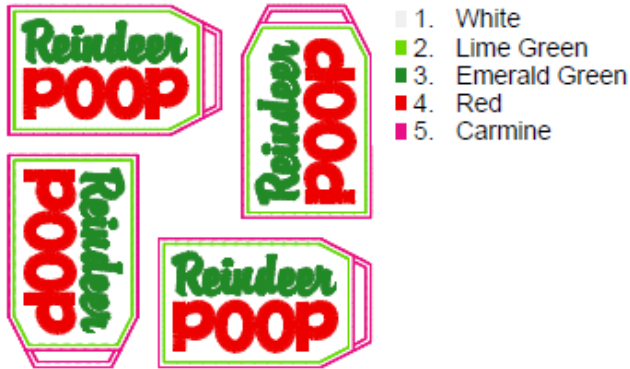 Reindeer
POOP
Reindeer
POOP
1. White
2. Lime Green
3. Emerald Green
4. Red
5. Carmine
Reindeer
POOP
Reindeer
POOP